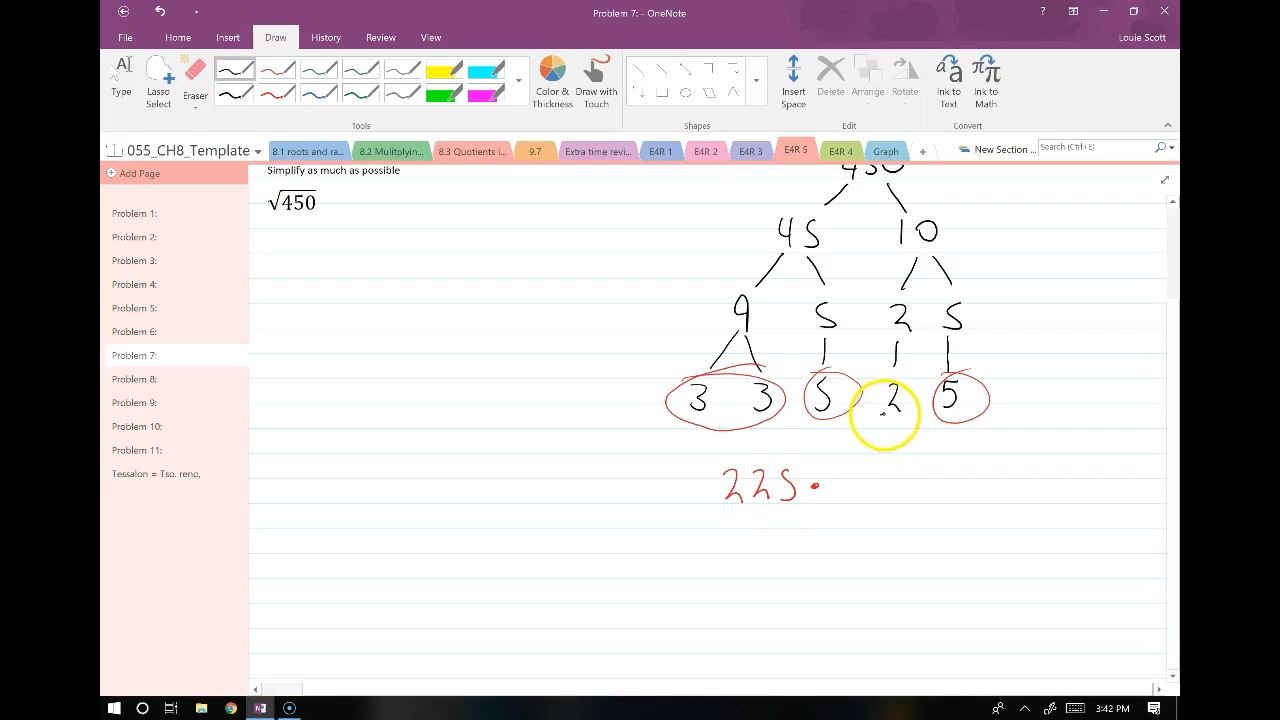 Problem 7: - OneNote
?
File Home Insert Draw History Review View
Louie Scott
Type
Lasso Select
Eraser
Color & Thickness
Draw with Touch
Insert Space
Delete
Arrange
Rotate
Ink to Text
Ink to Math
Tools
Shapes
Edit
Convert
055_CH8_Template
8.1 roots and ra...
8.2 Mulitolplying...
8.3 Quotients i...
9.7
Extra time revi...
E4R 1
E4R 2
E4R 3
E4R 5
E4R 4
Graph
+
New Section ...
Search (Ctrl+E)
Add Page
Problem 1:
Problem 2:
Problem 3:
Problem 4:
Problem 5:
Problem 6:
Problem 7:
Problem 8:
Problem 9:
Problem 10:
Problem 11:
Tessalon = Tso. reno,
Simplify as much as possible
√450
450
45 10
9 5 2 5
3 3 5 2 5
225 ·
3:42 PM